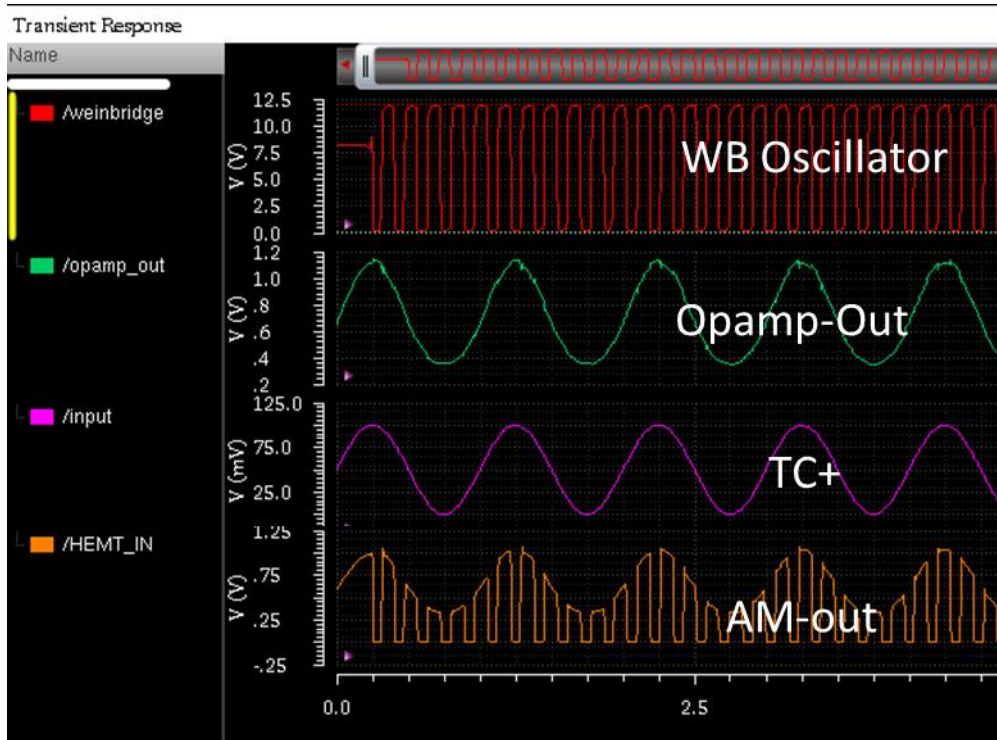 Transient Response
Name
/weinbridge
V (V)
12.5
10.0
7.5
5.0
2.5
0.0
WB Oscillator
/opamp_out
V (V)
1.2
1.0
.8
.6
.4
.2
Opamp-Out
/input
V (mV)
125.0
75.0
25.0
TC+
/HEMT_IN
V (V)
1.25
.75
.25
-.25
AM-out
0.0
2.5